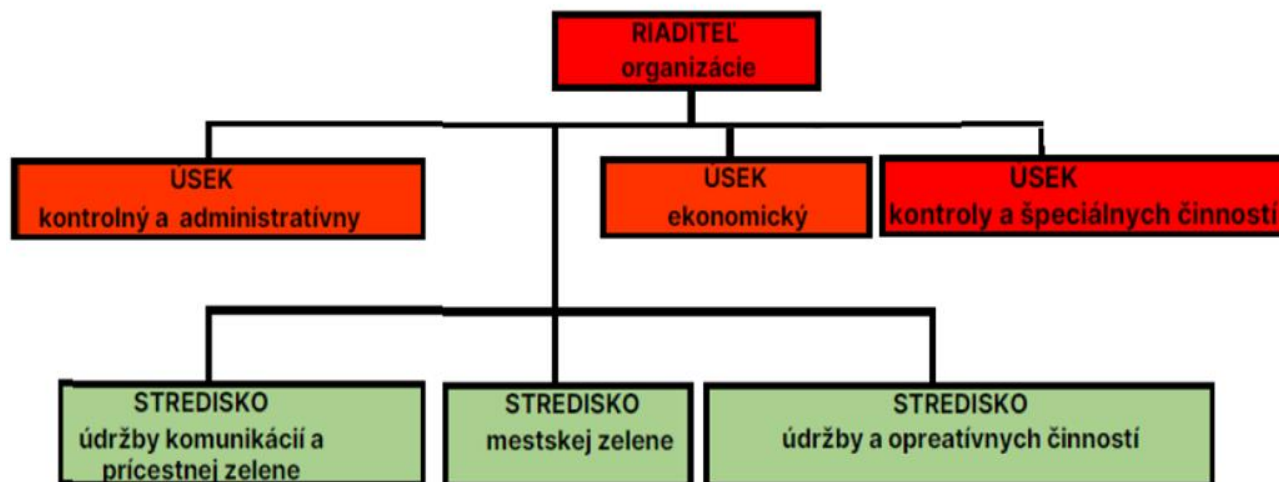 RIADITEĽ
organizácie
ÚSEK
kontrolný a administratívny
ÚSEK
ekonomický
ÚSEK
kontroly a špeciálnych činností
STREDISKO
údržby komunikácií a
prícestnej zelene
STREDISKO
mestskej zelene
STREDISKO
údržby a opreatívnych činností